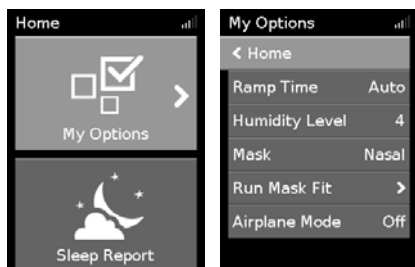 Home
My Options
Sleep Report
My Options
< Home
Ramp Time Auto
Humidity Level 4
Mask Nasal
Run Mask Fit >
Airplane Mode Off